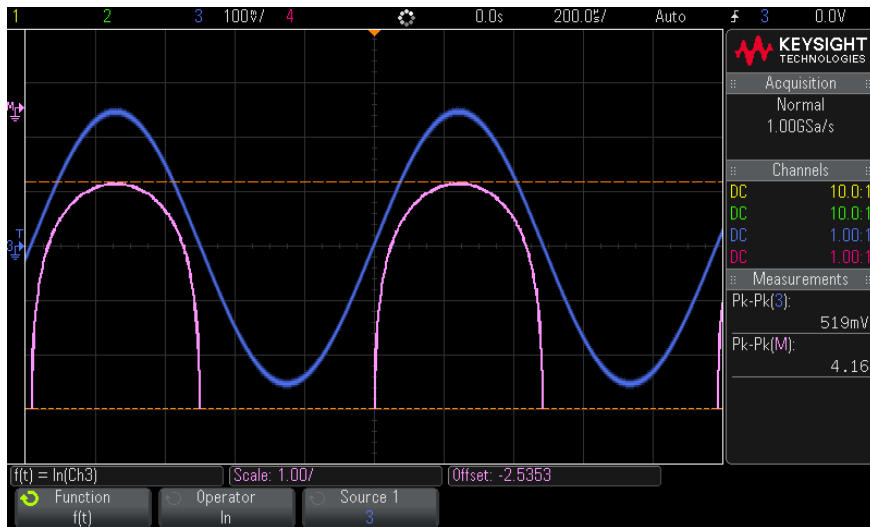 1 2 3 100▽/ 4 0.0s 200.0㎲/ Auto 3 0.0V
KEYSIGHT
TECHNOLOGIES
Acquisition
Normal
1.00GSa/s
Channels
DC 10.0:1
DC 10.0:1
DC 1.00:1
DC 1.00:1
Measurements
Pk-Pk(3):
519mV
Pk-Pk(M):
4.16
M
T
3
f(t) = ln(Ch3) Scale: 1.00/ Offset: -2.5353
Function Operator Source 1
f(t) ln 3